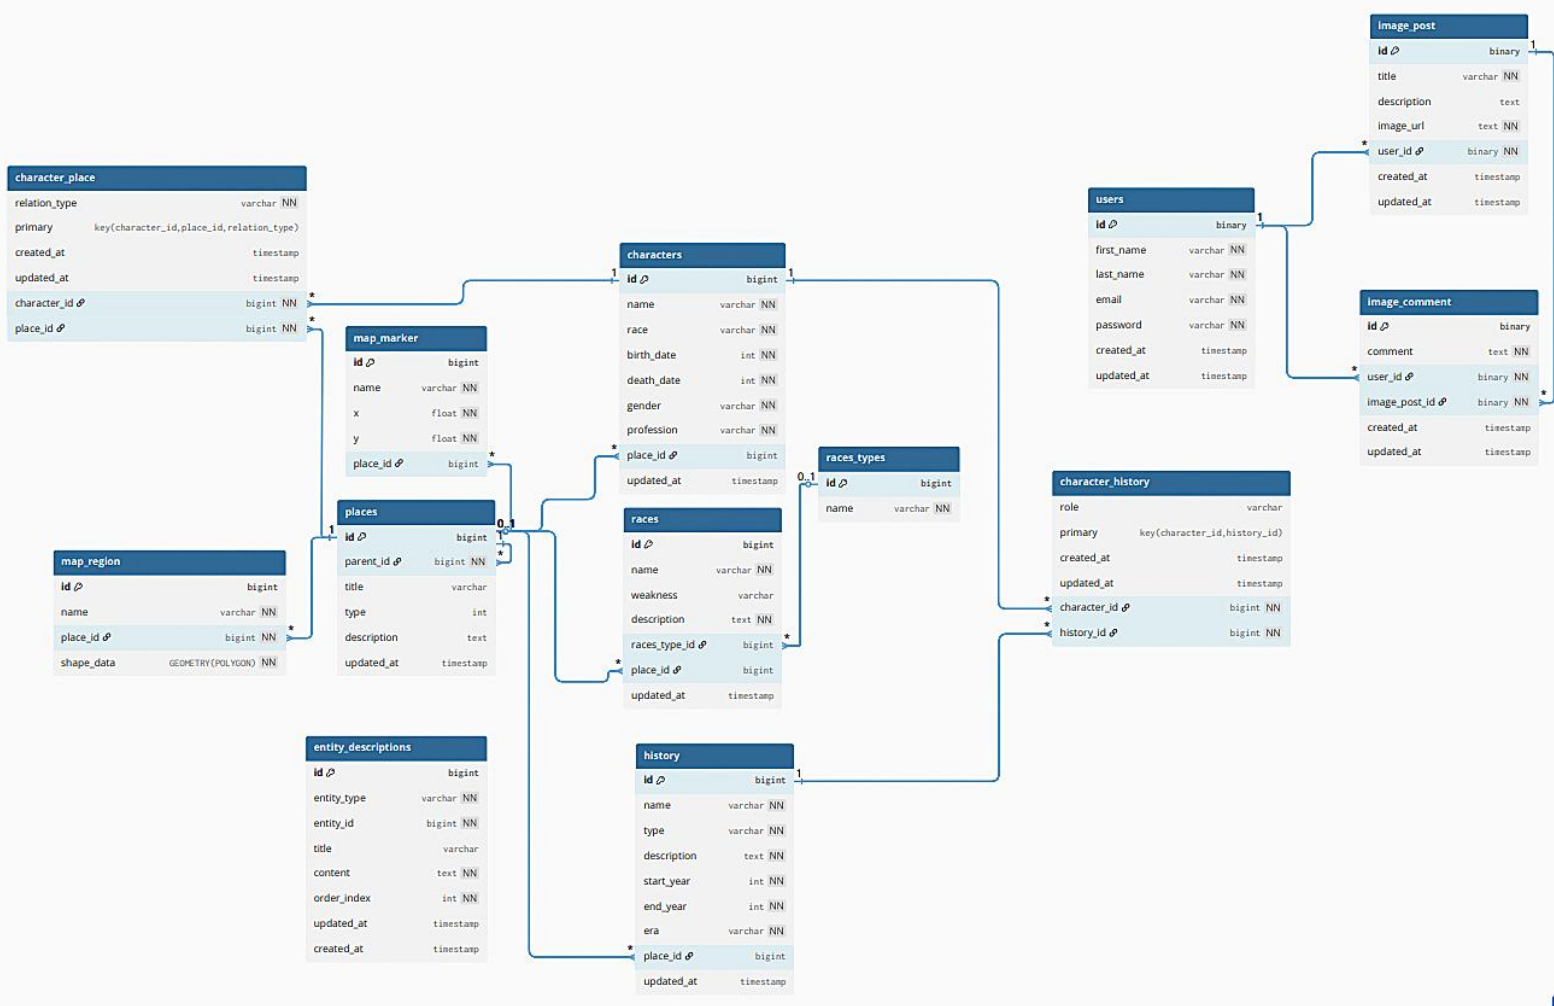 image_post
id binary 1
title varchar NN
description text
image_url text NN
* user_id binary NN
created_at timestamp
updated_at timestamp
character_place
relation_type varchar NN
primary key(character_id,place_id,relation_type)
created_at timestamp
updated_at timestamp
character_id bigint NN *
place_id bigint NN *
users
id binary 1
first_name varchar NN
last_name varchar NN
email varchar NN
password varchar NN
created_at timestamp
updated_at timestamp
characters
1 id bigint 1
name varchar NN
race varchar NN
birth_date int NN
death_date int NN
gender varchar NN
profession varchar NN
* place_id bigint
updated_at timestamp
image_comment
id binary
comment text NN
* user_id binary NN
image_post_id binary NN *
created_at timestamp
updated_at timestamp
map_marker
id bigint
name varchar NN
x float NN
y float NN
place_id bigint *
races_types
0..1 id bigint
name varchar NN
character_history
role varchar
primary key(character_id,history_id)
created_at timestamp
updated_at timestamp
* character_id bigint NN
* history_id bigint NN
places
0..1
1 id bigint 1
parent_id bigint NN *
title varchar
type int
description text
updated_at timestamp
races
id bigint
name varchar NN
weakness varchar
description text NN
races_type_id bigint *
* place_id bigint
updated_at timestamp
map_region
id bigint
name varchar NN
place_id bigint NN *
shape_data GEOMETRY(POLYGON) NN
entity_descriptions
id bigint
entity_type varchar NN
entity_id bigint NN
title varchar
content text NN
order_index int NN
updated_at timestamp
created_at timestamp
history
id bigint 1
name varchar NN
type varchar NN
description text NN
start_year int NN
end_year int NN
era varchar NN
* place_id bigint
updated_at timestamp